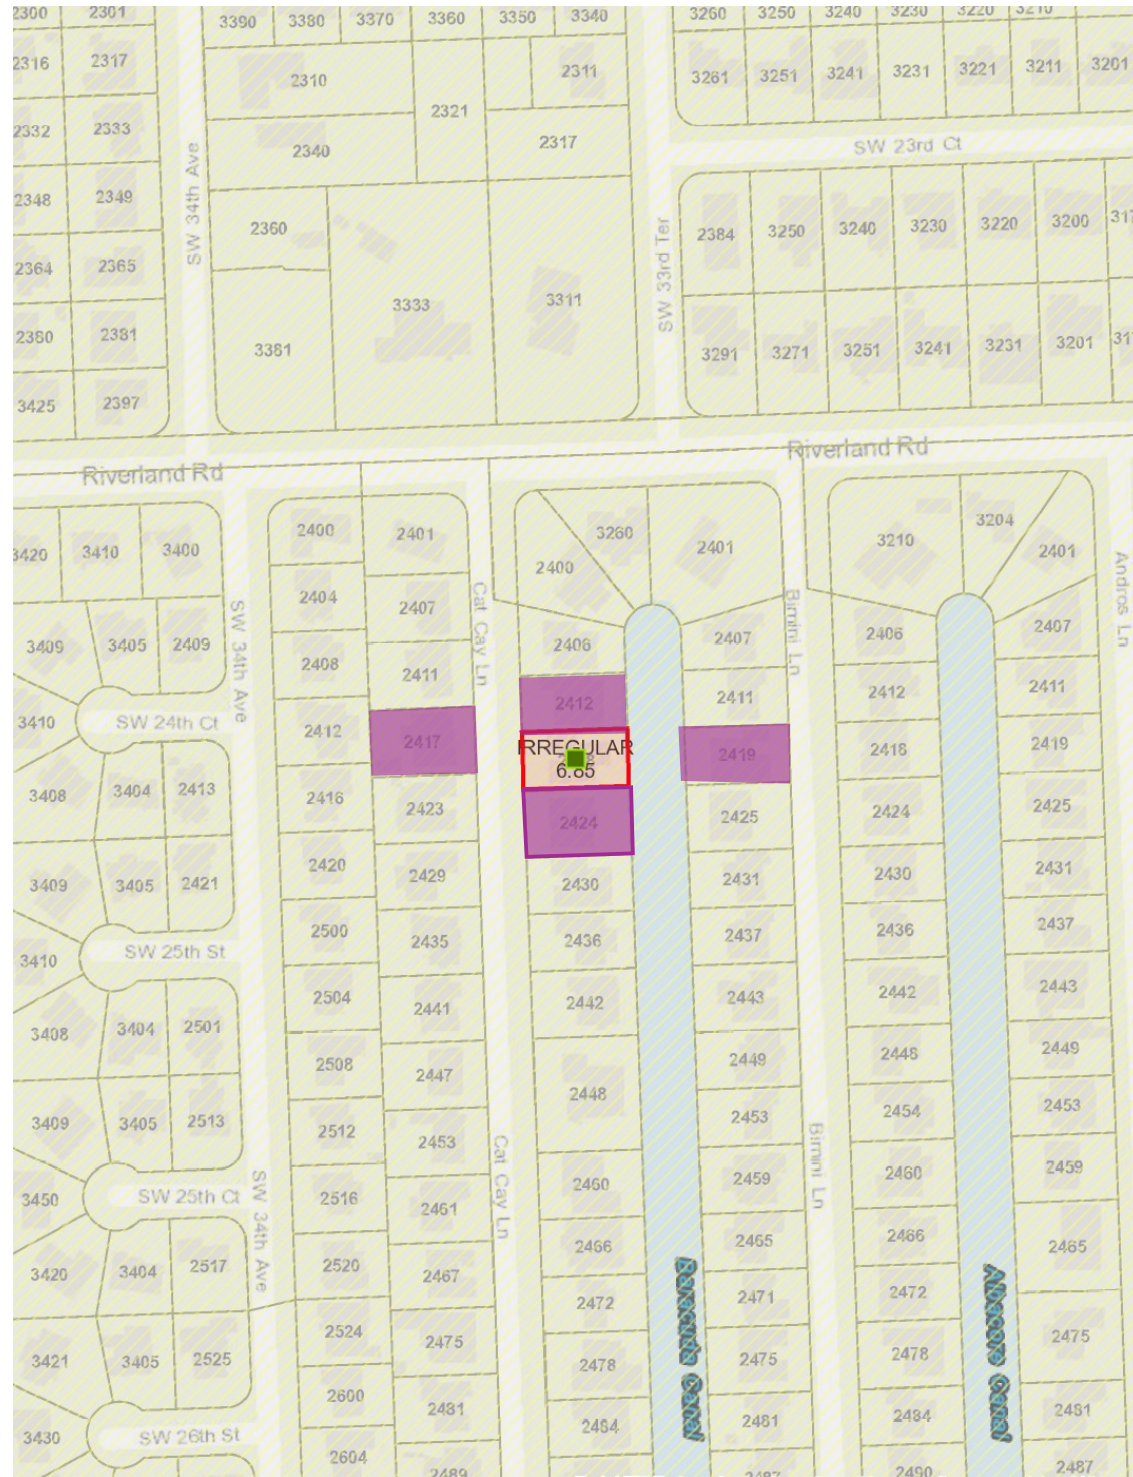 2300 2301 3390 3380 3370 3360 3350 3340 3260 3250 3240 3230 3220 3210
2316 2317 2310 2321 2311 3261 3251 3241 3231 3221 3211 3201
2332 2333 2340 2317
SW 34th Ave
SW 23rd Ct
2348 2349 2360 2384 3250 3240 3230 3220 3200
SW 33rd Ter
2364 2365 3333 3311
2380 2381 3381 3291 3271 3251 3241 3231 3201
3425 2397
Riverland Rd
Riverland Rd
3420 3410 3400 2400 2401 2400 3260 2401 3210 3204 2401
Andros Ln
Cat Cay Ln
Bimini Ln
SW 34th Ave
2404 2407
3409 3405 2409 2408 2411 2406 2407 2406 2407
3410 SW 24th Ct 2412 2417 2412 2411 2412 2411
IRREGULAR
6.85
2419 2418 2419
3408 3404 2413 2416 2423 2424 2425 2424 2425
3409 3405 2421 2420 2429 2430 2431 2430 2431
3410 SW 25th St 2500 2435 2436 2437 2436 2437
3408 3404 2501 2504 2441 2442 2443 2442 2443
2508 2447 2448 2449 2448 2449
3409 3405 2513 2512 2453 2453 2454 2453
Cat Cay Ln
Bimini Ln
SW 34th Ave
3450 SW 25th Ct 2516 2461 2460 2459 2460 2459
3420 3404 2517 2520 2467 2466 2465 2466 2465
2472 2471 2472
Baracuda Canal
Abacore Canal
3421 3405 2525 2524 2475 2478 2475 2478 2475
2600 2481 2484 2481 2484 2481
3430 SW 26th St 2604 2489 2487 2490 2487